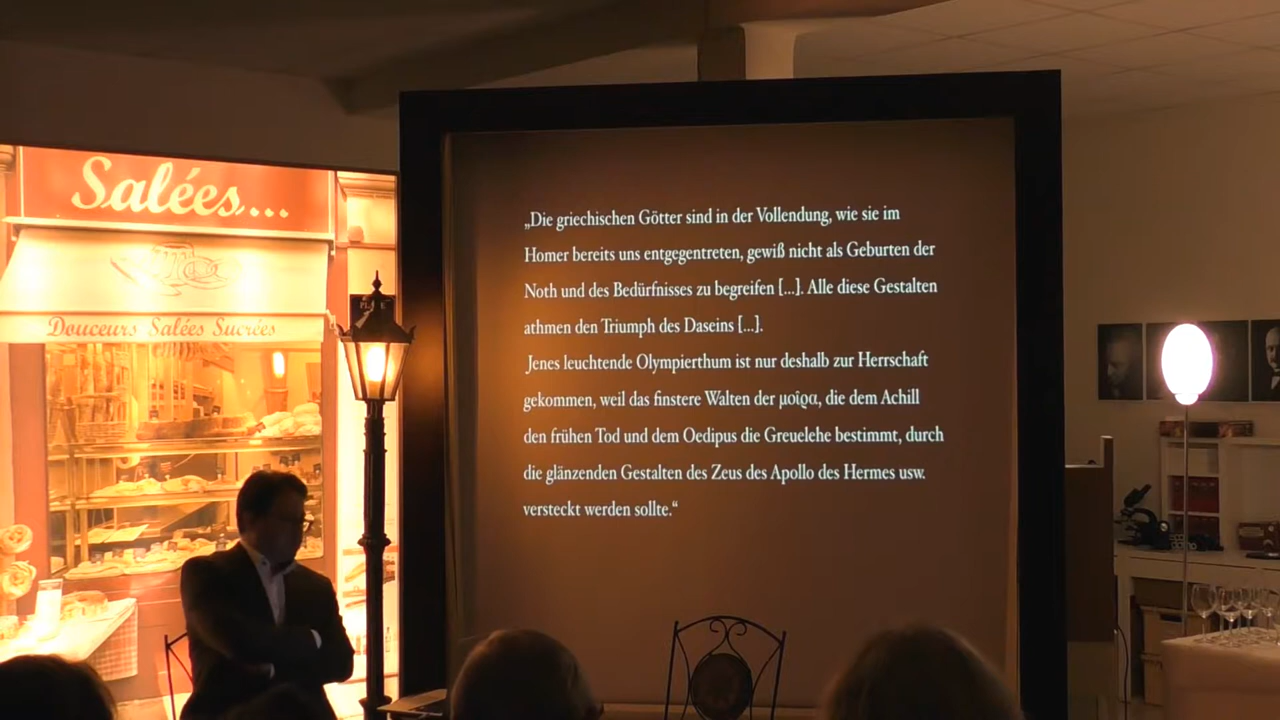 Salées...
Douceurs Salées Sucrées
„Die griechischen Götter sind in der Vollendung, wie sie im
Homer bereits uns entgegentreten, gewiß nicht als Geburten der
Noth und des Bedürfnisses zu begreifen [...]. Alle diese Gestalten
athmen den Triumph des Daseins [...].
Jenes leuchtende Olympierthum ist nur deshalb zur Herrschaft
gekommen, weil das finstere Walten der μοῖρα, die dem Achill
den frühen Tod und dem Oedipus die Greuelehe bestimmt, durch
die glänzenden Gestalten des Zeus des Apollo des Hermes usw.
versteckt werden sollte.“